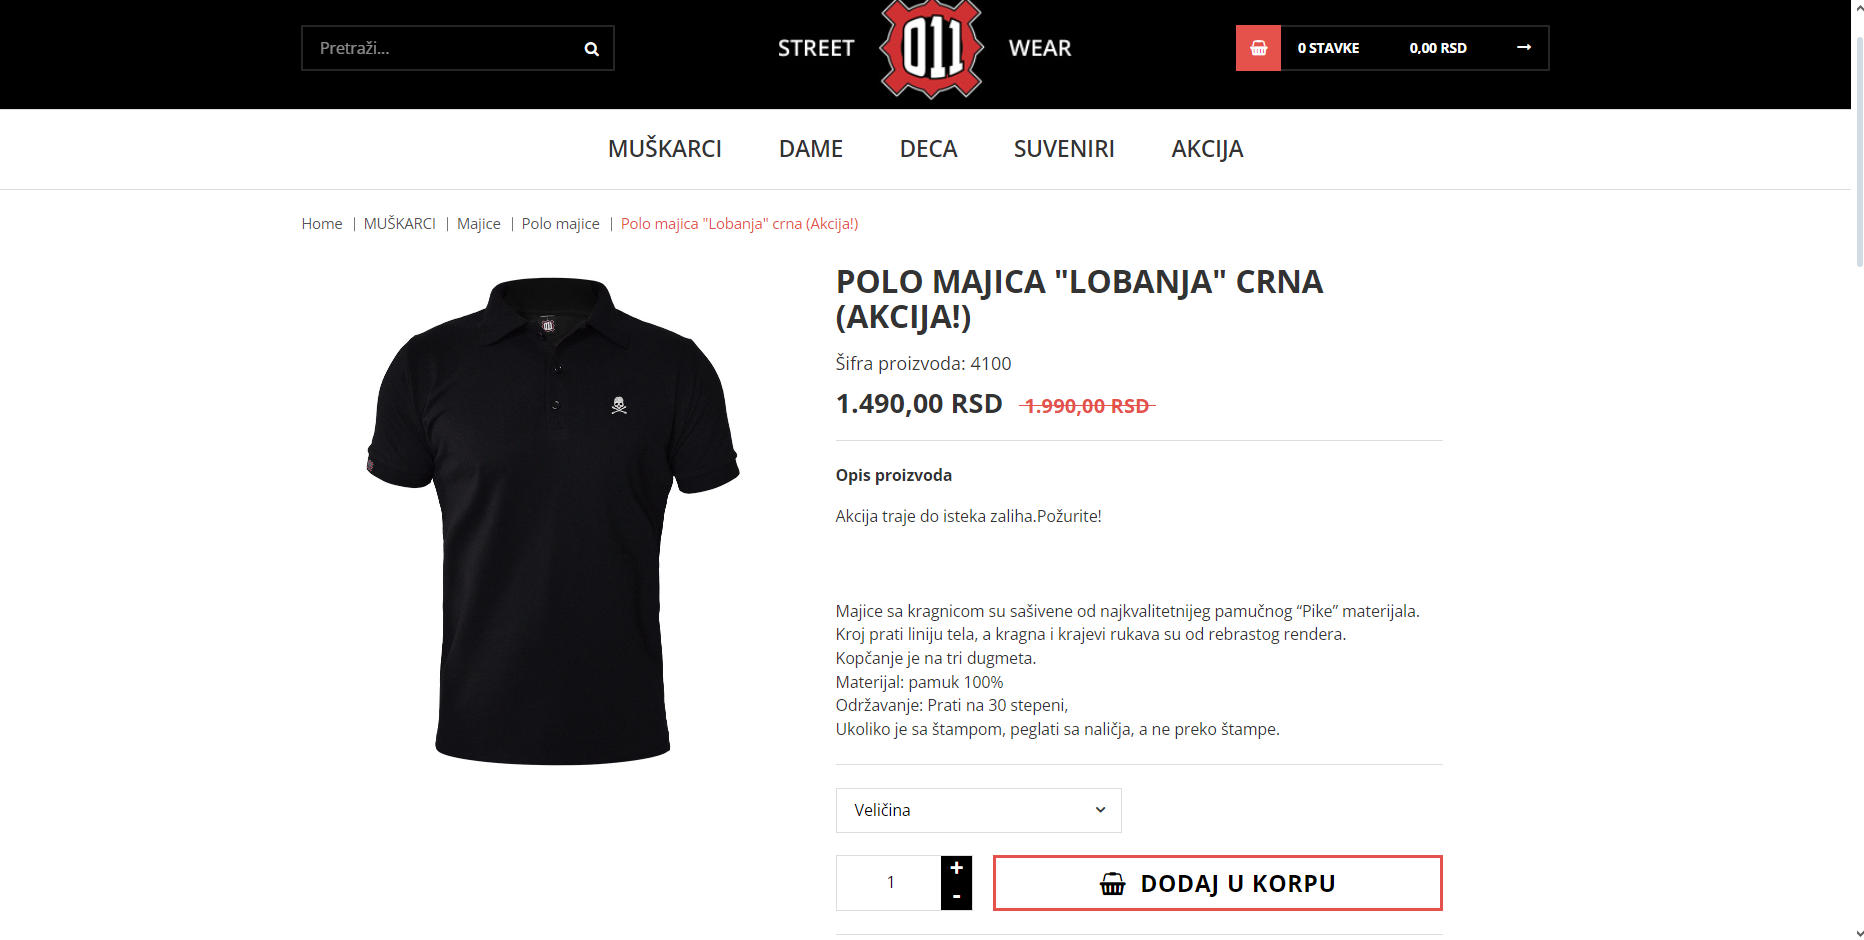 Pretraži...
STREET 011 WEAR
0 STAVKE 0,00 RSD
MUŠKARCI DAME DECA SUVENIRI AKCIJA
Home | MUŠKARCI | Majice | Polo majice | Polo majica "Lobanja" crna (Akcija!)
011
POLO MAJICA "LOBANJA" CRNA
(AKCIJA!)
Šifra proizvoda: 4100
1.490,00 RSD 1.990,00 RSD
Opis proizvoda
Akcija traje do isteka zaliha.Požurite!
Majice sa kragnicom su sašivene od najkvalitetnijeg pamučnog “Pike” materijala.
Kroj prati liniju tela, a kragna i krajevi rukava su od rebrastog rendera.
Kopčanje je na tri dugmeta.
Materijal: pamuk 100%
Održavanje: Prati na 30 stepeni,
Ukoliko je sa štampom, peglati sa naličja, a ne preko štampe.
Veličina
1 + -
DODAJ U KORPU